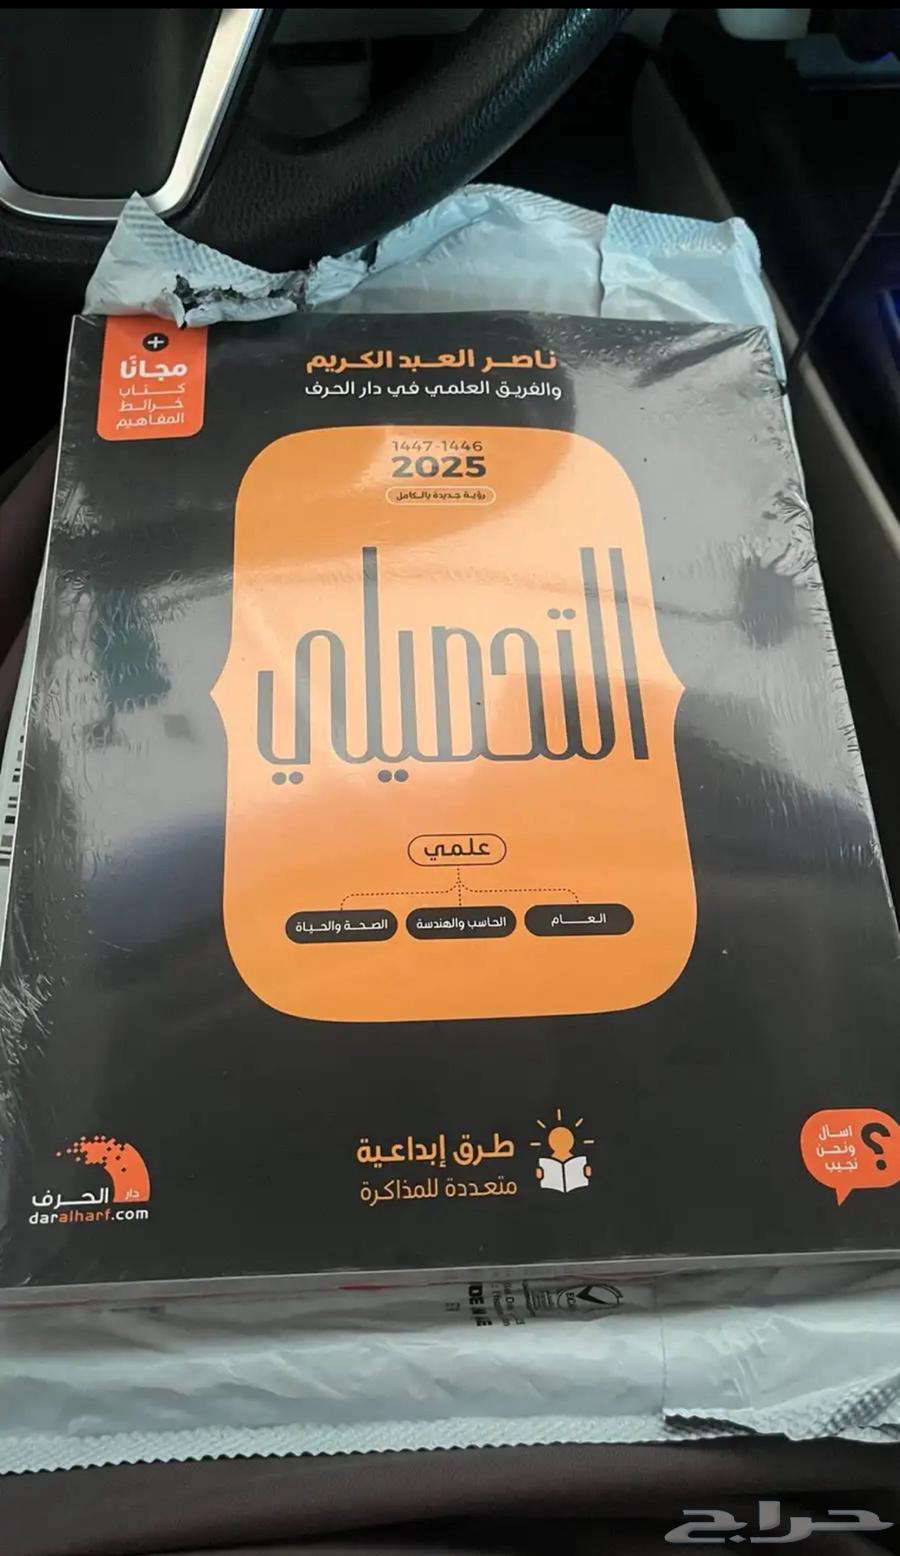 +
مجانًا
كتاب
خرائط
المفاهيم
ناصر العبد الكريم
والفريق العلمي في دار الحرف
1447-1446
2025
رؤية جديدة بالكامل
التحصيلي
علمي
العام
الحاسب والهندسة
الصحة والحياة
طرق إبداعية
متعددة للمذاكرة
اسأل
ونحن
نجيب
؟
دار الحرف
daralharf.com
حراج